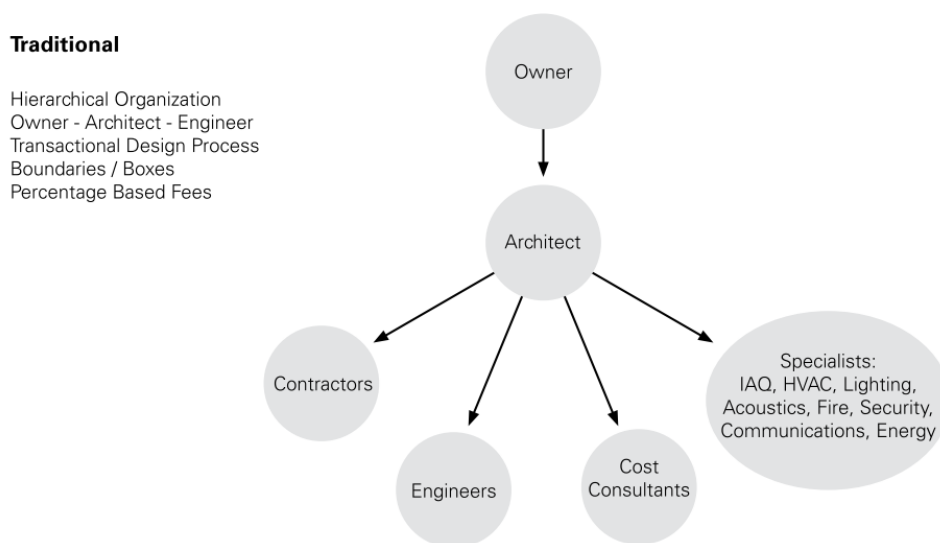 Traditional
Hierarchical Organization
Owner - Architect - Engineer
Transactional Design Process
Boundaries / Boxes
Percentage Based Fees
Owner
Architect
Contractors
Engineers
Cost
Consultants
Specialists:
IAQ, HVAC, Lighting,
Acoustics, Fire, Security,
Communications, Energy